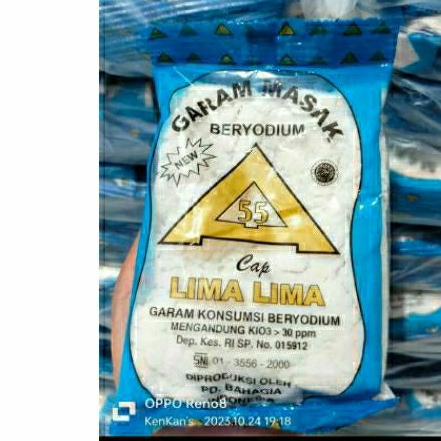 GARAM MASAK
BERYODIUM
NEW
55
Cap
LIMA LIMA
GARAM KONSUMSI BERYODIUM
MENGANDUNG KIO3 > 30 ppm
Dep. Kes. RI SP. No. 015912
SNI 01 - 3556 - 2000
DIPRODUKSI OLEH
PD. BAHAGIA
INDONESIA
OPPO Reno8
KenKan's 2023.10.24 19:18